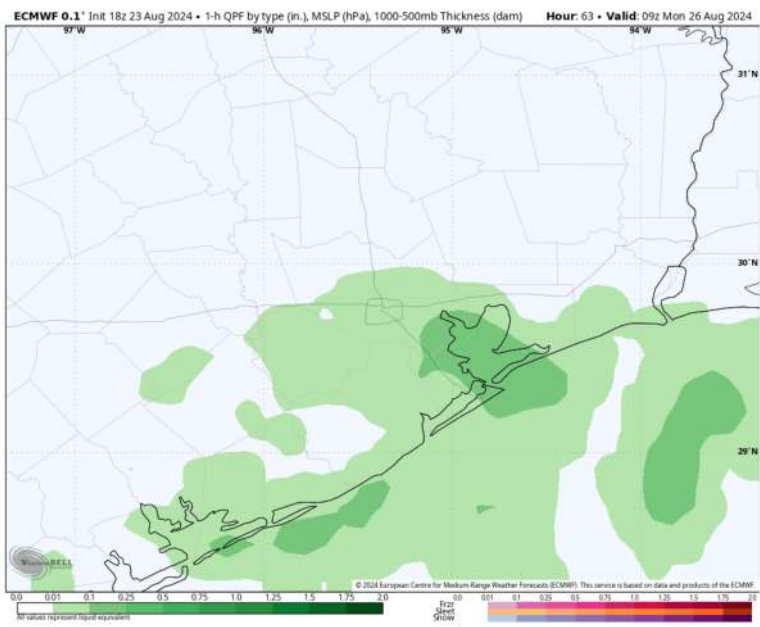 ECMWF 0.1° Init 18z 23 Aug 2024 • 1-h QPF by type (in.), MSLP (hPa), 1000-500mb Thickness (dam) Hour: 63 • Valid: 09z Mon 26 Aug 2024
97°W 96°W 95°W 94°W
31°N
30°N
29°N
WeatherBELL
© 2024 European Centre for Medium-Range Weather Forecasts (ECMWF). This service is based on data and products of the ECMWF
0.0 0.01 0.1 0.25 0.5 0.75 1.0 1.25 1.5 1.75 2.0
All values represent liquid equivalent
0.0 0.01 0.1 0.25 0.5 0.75 1.0 1.25 1.50 1.75 2.0
Frzr
Sleet
Snow